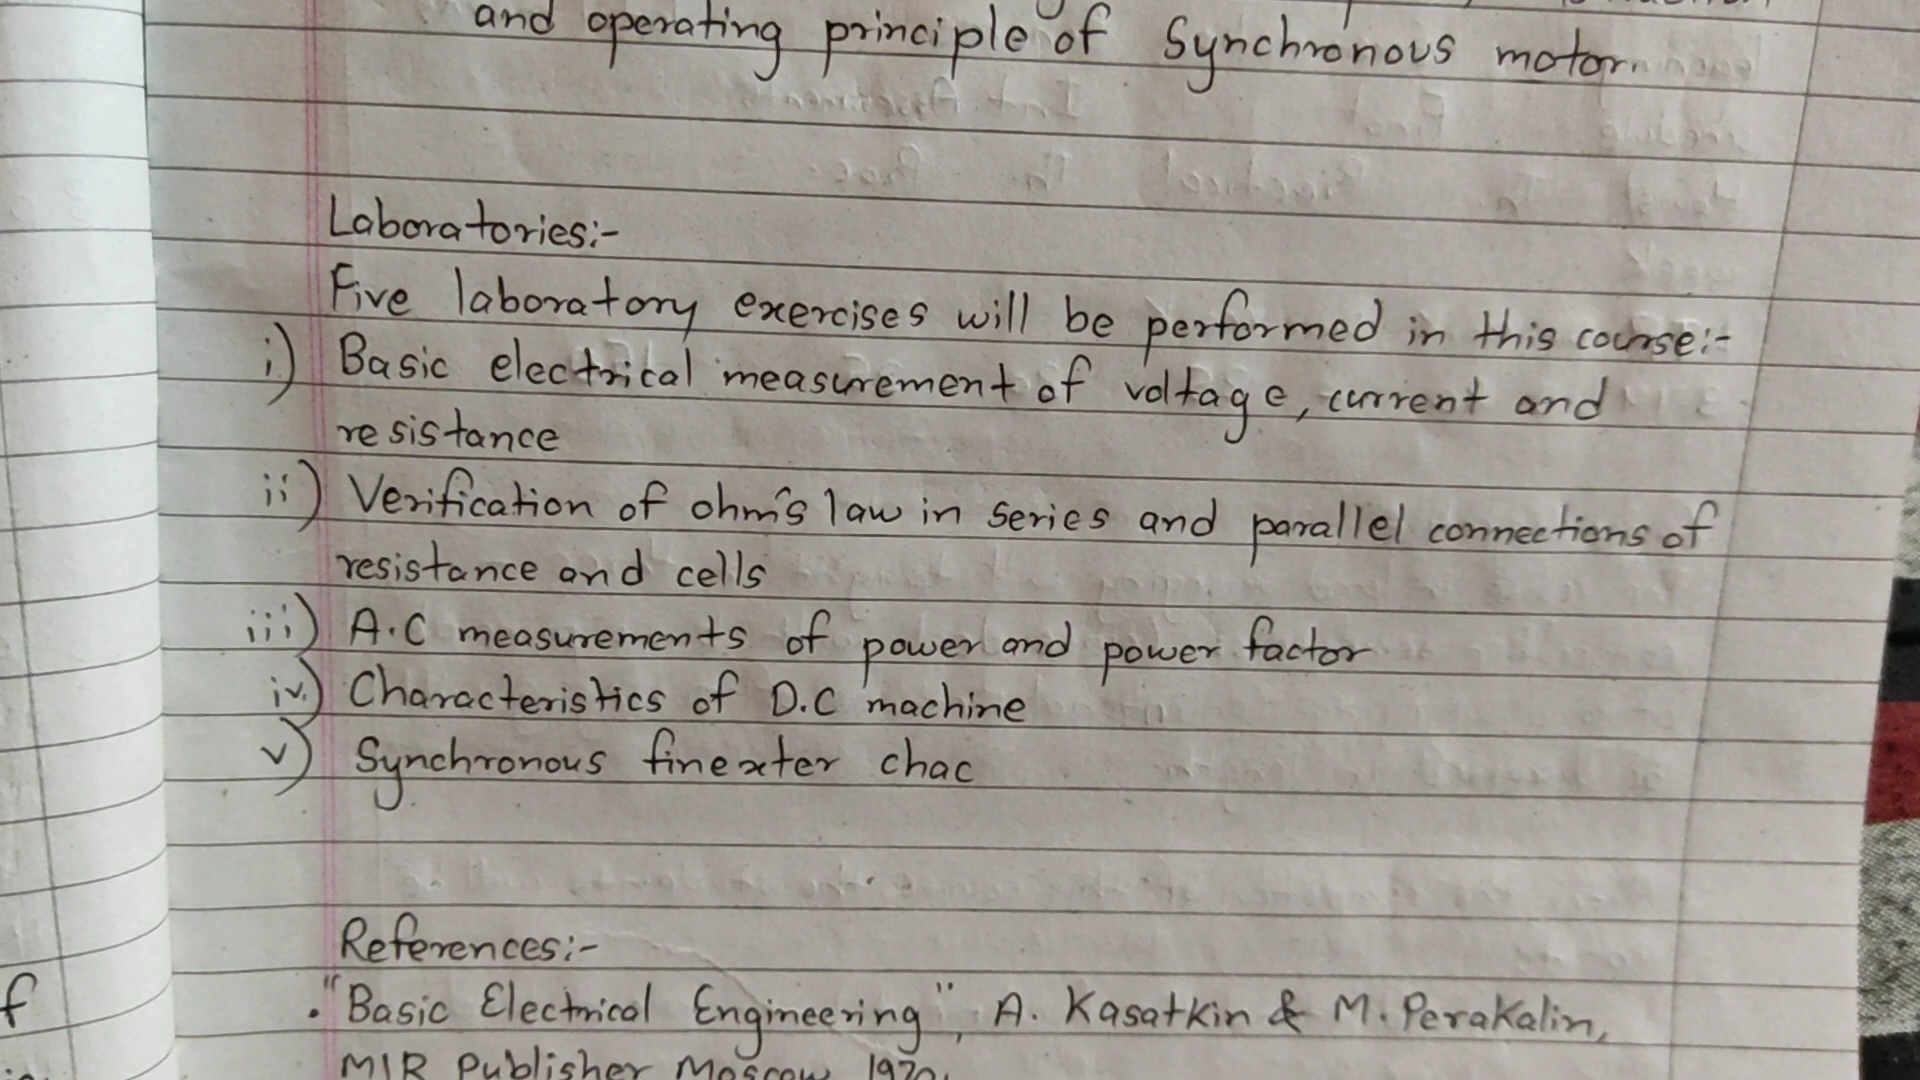 and operating principle of Synchronous motor.
Laboratories:-
Five laboratory exercises will be performed in this course:-
i) Basic electrical measurement of voltage, current and
resistance
ii) Verification of ohm's law in series and parallel connections of
resistance and cells
iii) A.C measurements of power and power factor
iv.) Characteristics of D.C machine
v) Synchronous finexter chac
References:-
. "Basic Electrical Engineering", A. Kasatkin & M. Perakalin,
MIR Publisher Moscow 1970.
f